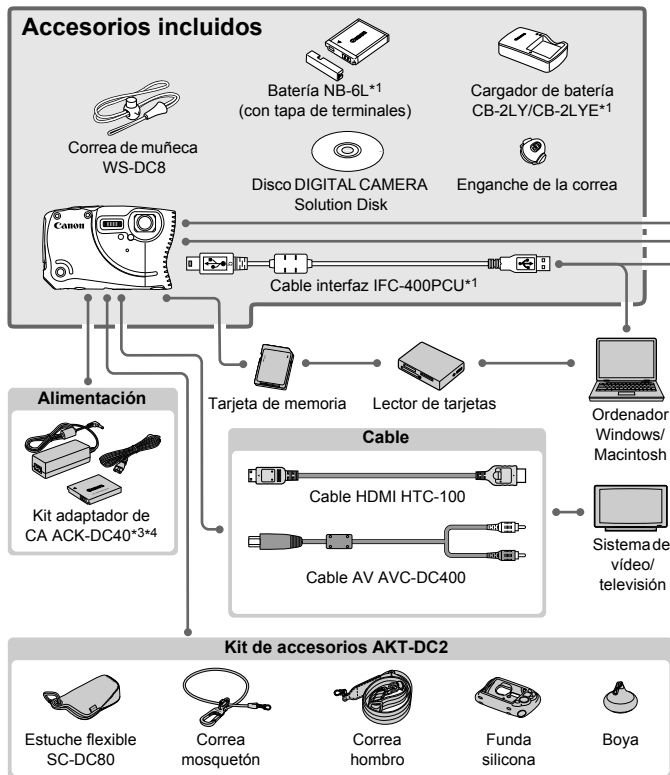 Accesorios incluidos
Canon
Batería NB-6L*1
(con tapa de terminales)
Cargador de batería
CB-2LY/CB-2LYE*1
Correa de muñeca
WS-DC8
Disco DIGITAL CAMERA
Solution Disk
Enganche de la correa
Canon
Cable interfaz IFC-400PCU*1
Tarjeta de memoria
Lector de tarjetas
Ordenador
Windows/
Macintosh
Alimentación
Kit adaptador de
CA ACK-DC40*3*4
Cable
Cable HDMI HTC-100
Cable AV AVC-DC400
Sistema de
vídeo/
televisión
Kit de accesorios AKT-DC2
Estuche flexible
SC-DC80
Correa
mosquetón
Correa
hombro
Funda
silicona
Boya